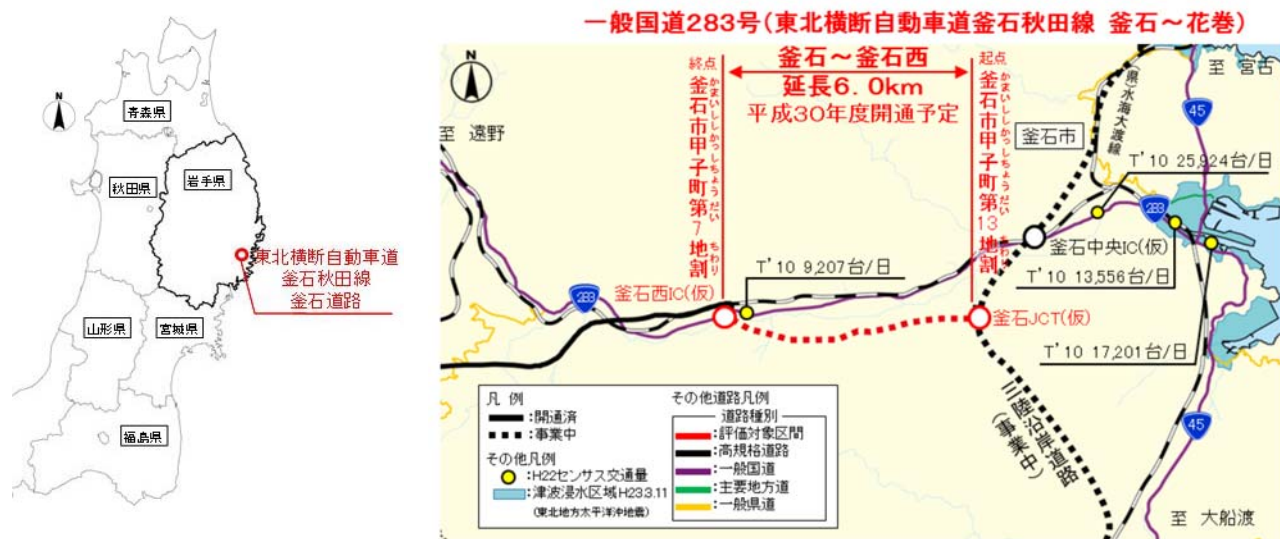 一般国道283号(東北横断自動車道釜石秋田線 釜石~花巻)
N
青森県
秋田県
岩手県
東北横断自動車道
釜石秋田線
釜石道路
山形県
宮城県
福島県
N
終点
釜石市甲子町第7地割
かまいししかっしちょうだい ちわり
釜石~釜石西
延長6.0km
平成30年度開通予定
起点
釜石市甲子町第13地割
かまいししかっしちょうだい ちわり
至 遠野
至 宮古
(県)水海大渡線
45
釜石市
T'10 25,924台/日
283
釜石中央IC(仮)
T'10 13,556台/日
T'10 9,207台/日
釜石西IC(仮)
283
釜石JCT(仮)
T'10 17,201台/日
三陸沿岸道路
(事業中)
45
至 大船渡
凡 例
:開通済
:事業中
その他凡例
:H22センサス交通量
:津波浸水区域H23.3.11
(東北地方太平洋沖地震)
その他道路凡例
道路種別
:評価対象区間
:高規格道路
:一般国道
:主要地方道
:一般県道